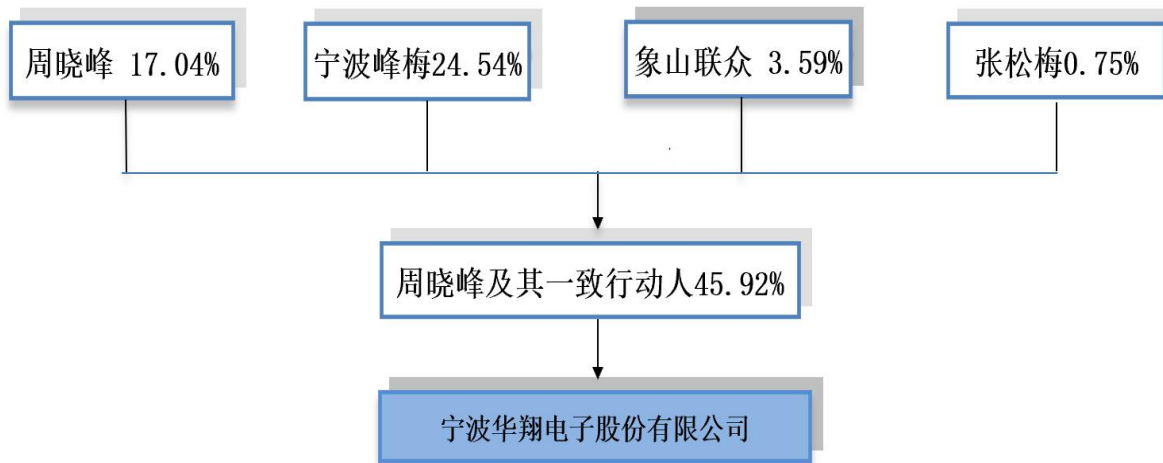 周晓峰 17.04%
宁波峰梅24.54%
象山联众 3.59%
张松梅0.75%
周晓峰及其一致行动人45.92%
宁波华翔电子股份有限公司